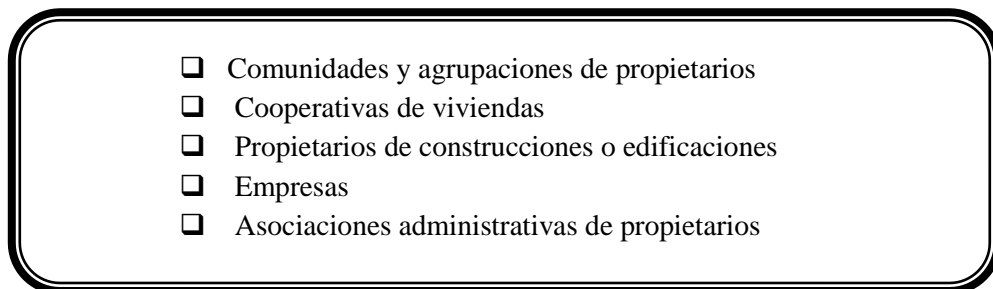 ❑ Comunidades y agrupaciones de propietarios
❑ Cooperativas de viviendas
❑ Propietarios de construcciones o edificaciones
❑ Empresas
❑ Asociaciones administrativas de propietarios